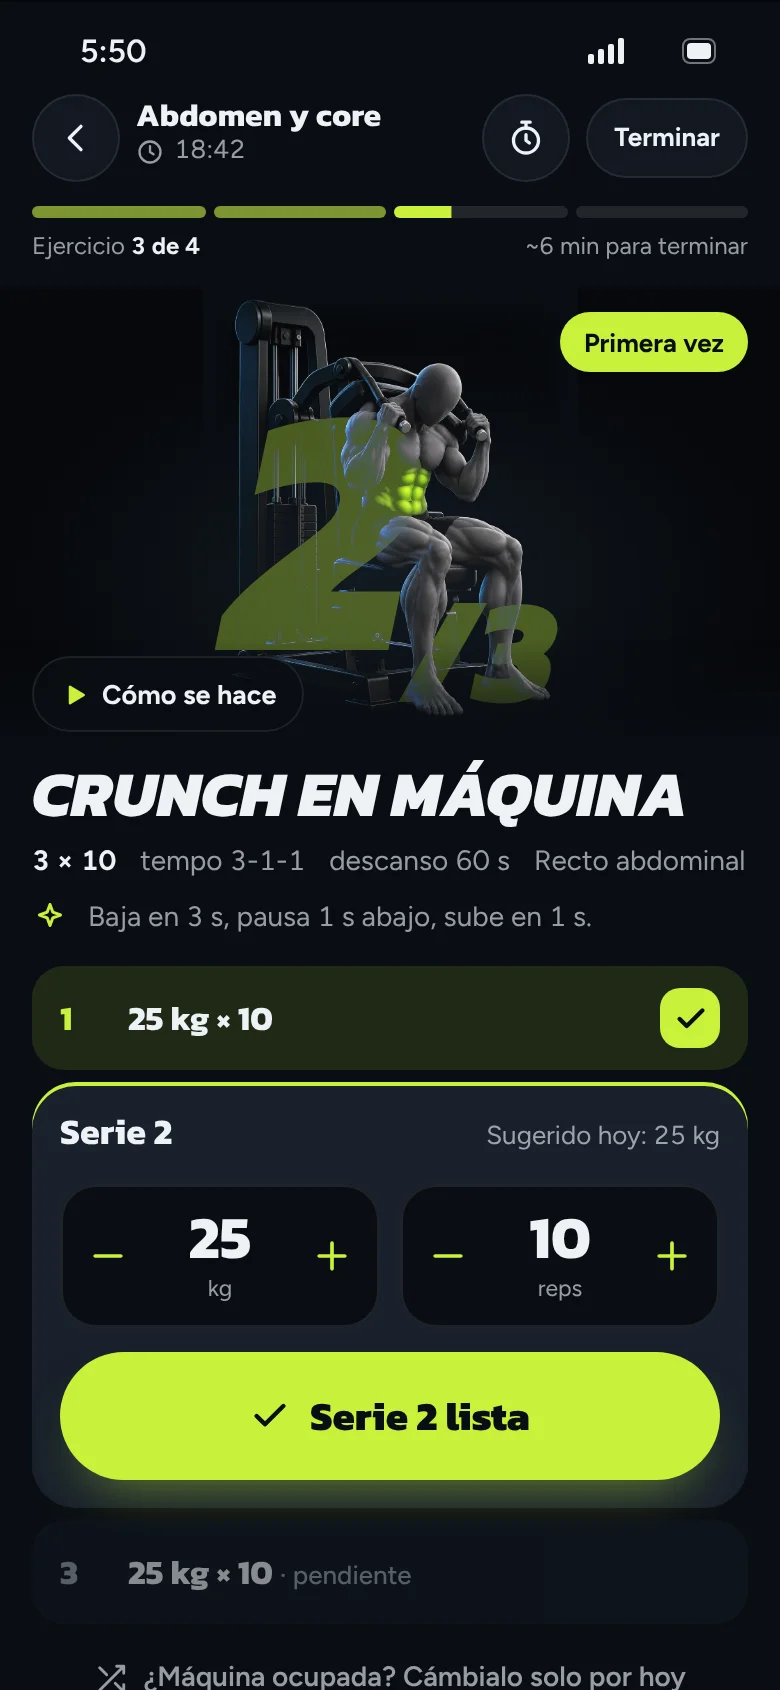 5:50
Abdomen y core
18:42
Terminar
Ejercicio 3 de 4
~6 min para terminar
Primera vez
2/3
Cómo se hace
CRUNCH EN MÁQUINA
3 × 10 tempo 3-1-1 descanso 60 s Recto abdominal
Baja en 3 s, pausa 1 s abajo, sube en 1 s.
1 25 kg × 10
Serie 2
Sugerido hoy: 25 kg
− 25 +
kg
− 10 +
reps
Serie 2 lista
3 25 kg × 10 · pendiente
¿Máquina ocupada? Cámbialo solo por hoy